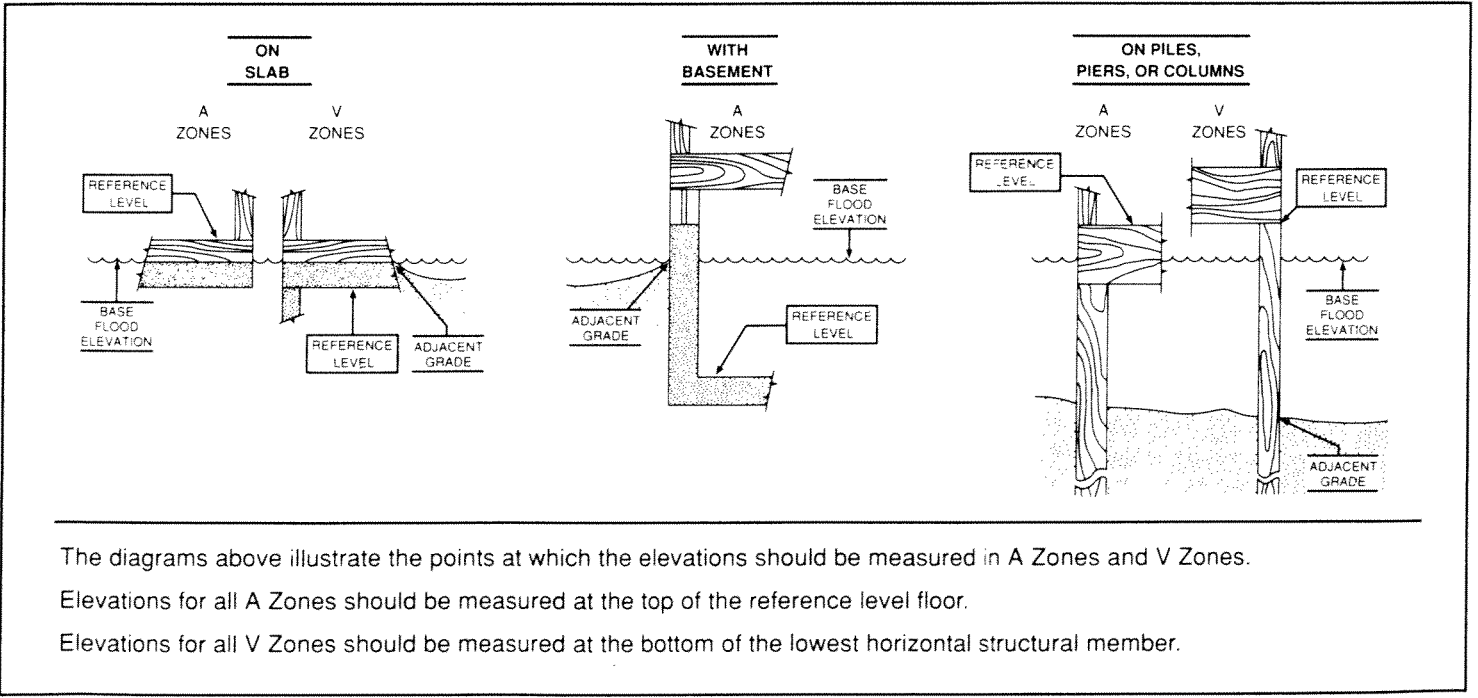 ON
SLAB
A
ZONES
V
ZONES
REFERENCE
LEVEL
BASE
FLOOD
ELEVATION
REFERENCE
LEVEL
ADJACENT
GRADE
WITH
BASEMENT
A
ZONES
BASE
FLOOD
ELEVATION
ADJACENT
GRADE
REFERENCE
LEVEL
ON PILES,
PIERS, OR COLUMNS
A
ZONES
V
ZONES
REFERENCE
LEVEL
REFERENCE
LEVEL
BASE
FLOOD
ELEVATION
ADJACENT
GRADE
The diagrams above illustrate the points at which the elevations should be measured in A Zones and V Zones.
Elevations for all A Zones should be measured at the top of the reference level floor.
Elevations for all V Zones should be measured at the bottom of the lowest horizontal structural member.